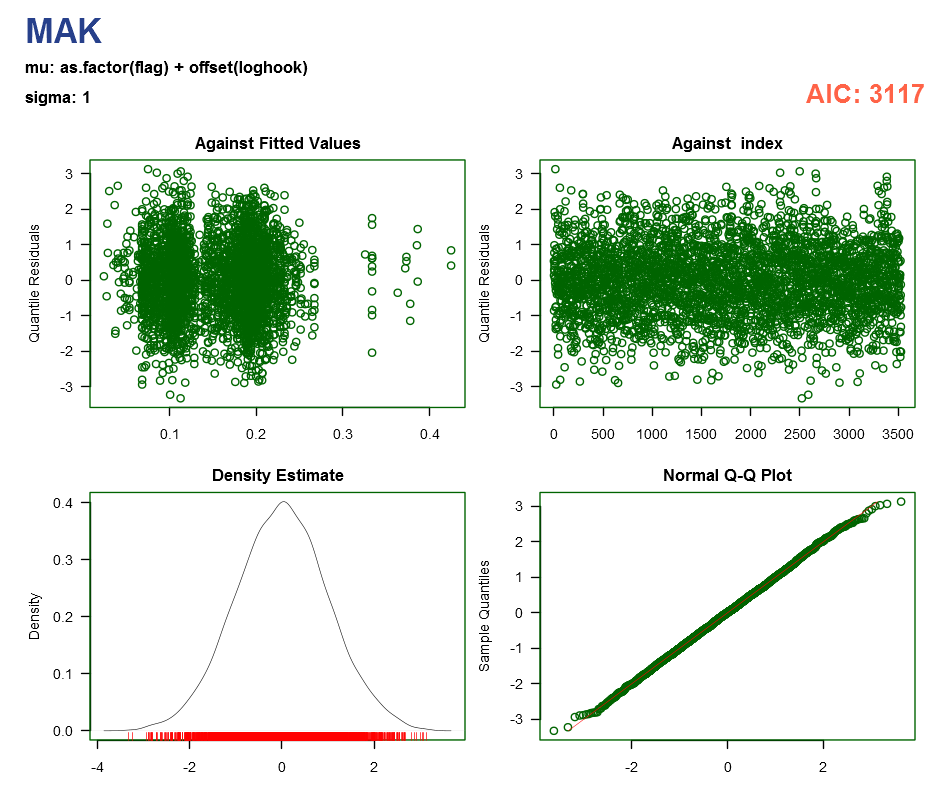 MAK
mu: as.factor(flag) + offset(loghook)
sigma: 1
AIC: 3117
Against Fitted Values
Quantile Residuals
3
2
1
0
-1
-2
-3
0.1 0.2 0.3 0.4
Against  index
Quantile Residuals
3
2
1
0
-1
-2
-3
0 500 1000 1500 2000 2500 3000 3500
Density Estimate
Density
0.4
0.3
0.2
0.1
0.0
-4 -2 0 2
Normal Q-Q Plot
Sample Quantiles
3
2
1
0
-1
-2
-3
-2 0 2